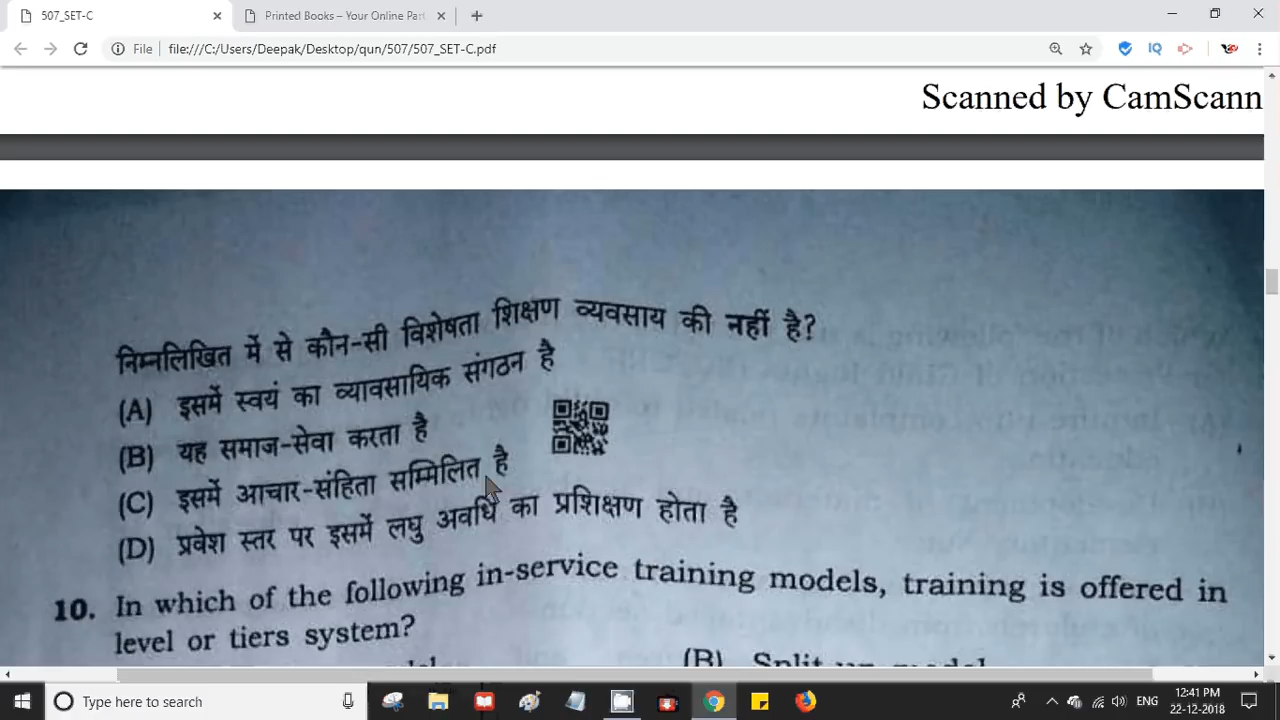 507_SET-C
Printed Books – Your Online Par
File
file:///C:/Users/Deepak/Desktop/qun/507/507_SET-C.pdf
Scanned by CamScann
निम्नलिखित में से कौन-सी विशेषता शिक्षण व्यवसाय की नहीं है?
(A) इसमें स्वयं का व्यावसायिक संगठन है
(B) यह समाज-सेवा करता है
(C) इसमें आचार-संहिता सम्मिलित है
(D) प्रवेश स्तर पर इसमें लघु अवधि का प्रशिक्षण होता है
10. In which of the following in-service training models, training is offered in
level or tiers system?
(B) Split-up model
Type here to search
ENG
12:41 PM
22-12-2018